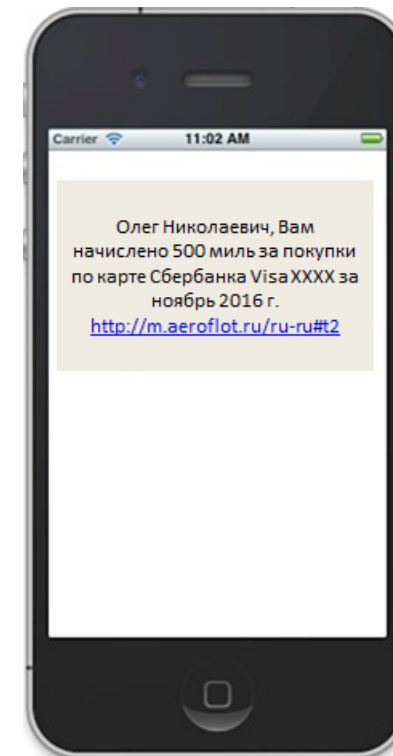 Carrier 11:02 AM
Олег Николаевич, Вам
начислено 500 миль за покупки
по карте Сбербанка Visa XXXX за
ноябрь 2016 г.
http://m.aeroflot.ru/ru-ru#t2